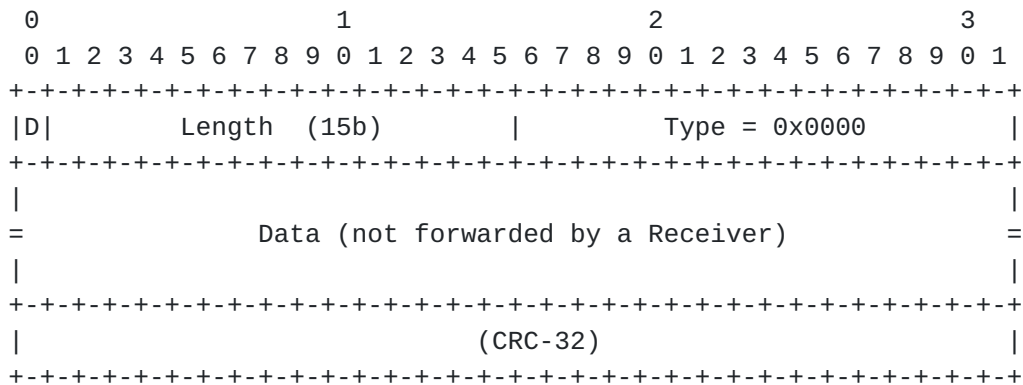 0                   1                   2                   3
 0 1 2 3 4 5 6 7 8 9 0 1 2 3 4 5 6 7 8 9 0 1 2 3 4 5 6 7 8 9 0 1
+-+-+-+-+-+-+-+-+-+-+-+-+-+-+-+-+-+-+-+-+-+-+-+-+-+-+-+-+-+-+-+-+
|D|        Length  (15b)        |         Type = 0x0000         |
+-+-+-+-+-+-+-+-+-+-+-+-+-+-+-+-+-+-+-+-+-+-+-+-+-+-+-+-+-+-+-+-+
|                                                               |
=               Data (not forwarded by a Receiver)              =
|                                                               |
+-+-+-+-+-+-+-+-+-+-+-+-+-+-+-+-+-+-+-+-+-+-+-+-+-+-+-+-+-+-+-+-+
|                             (CRC-32)                          |
+-+-+-+-+-+-+-+-+-+-+-+-+-+-+-+-+-+-+-+-+-+-+-+-+-+-+-+-+-+-+-+-+